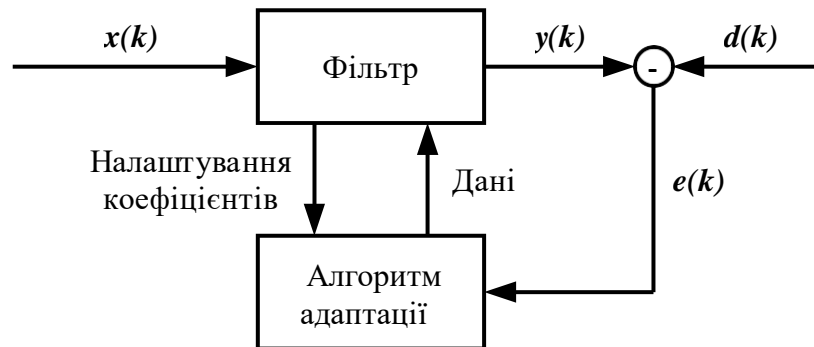 x(k)
Фільтр
y(k)
-
d(k)
Налаштування
коефіцієнтів
Дані
e(k)
Алгоритм
адаптації